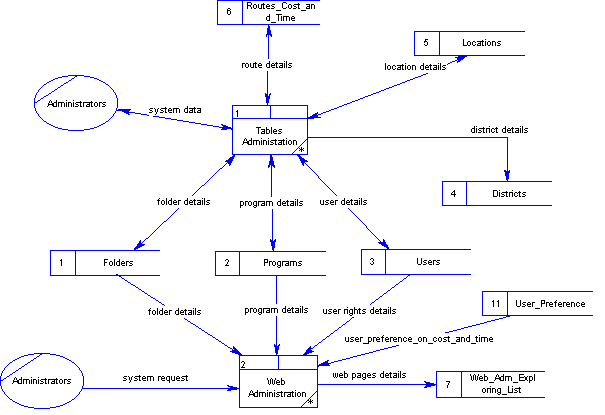 6
Routes_Cost_an
d_Time
5
Locations
route details
location details
Administrators
system data
1
Tables
Administation
*
district details
4
Districts
folder details
program details
user details
1
Folders
2
Programs
3
Users
11
User_Preference
folder details
program details
user rights details
user_preference_on_cost_and_time
Administrators
system request
2
Web
Administration
*
web pages details
7
Web_Adm_Expl
oring_List